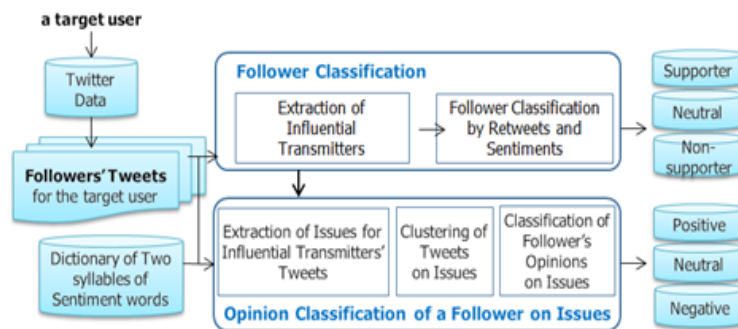 a target user
Twitter
Data
Followers' Tweets
for the target user
Dictionary of Two
syllables of
Sentiment words
Follower Classification
Extraction of
Influential
Transmitters
Follower Classification
by Retweets and
Sentiments
Supporter
Neutral
Non-
supporter
Extraction of Issues for
Influential Transmitters'
Tweets
Clustering of
Tweets
on Issues
Classification of
Follower's
Opinions
on Issues
Opinion Classification of a Follower on Issues
Positive
Neutral
Negative